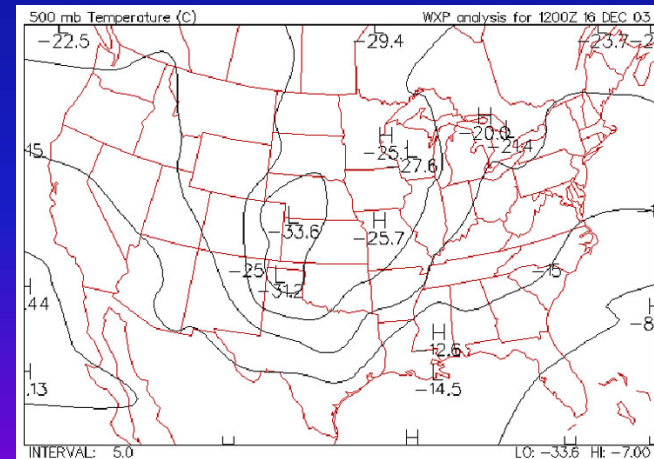 500 mb Temperature (C) WXP analysis for 1200Z 16 DEC 03
-22.5 -29.4 -23.7
H -20.0
H -25. L -27.6 L -21.4
15
L -33.6 H -25.7
-25 L -31.2 -15
H .44
H -12.6 H -8
H .13 L -14.5
H
INTERVAL: 5.0 LO: -33.6 HI: -7.00